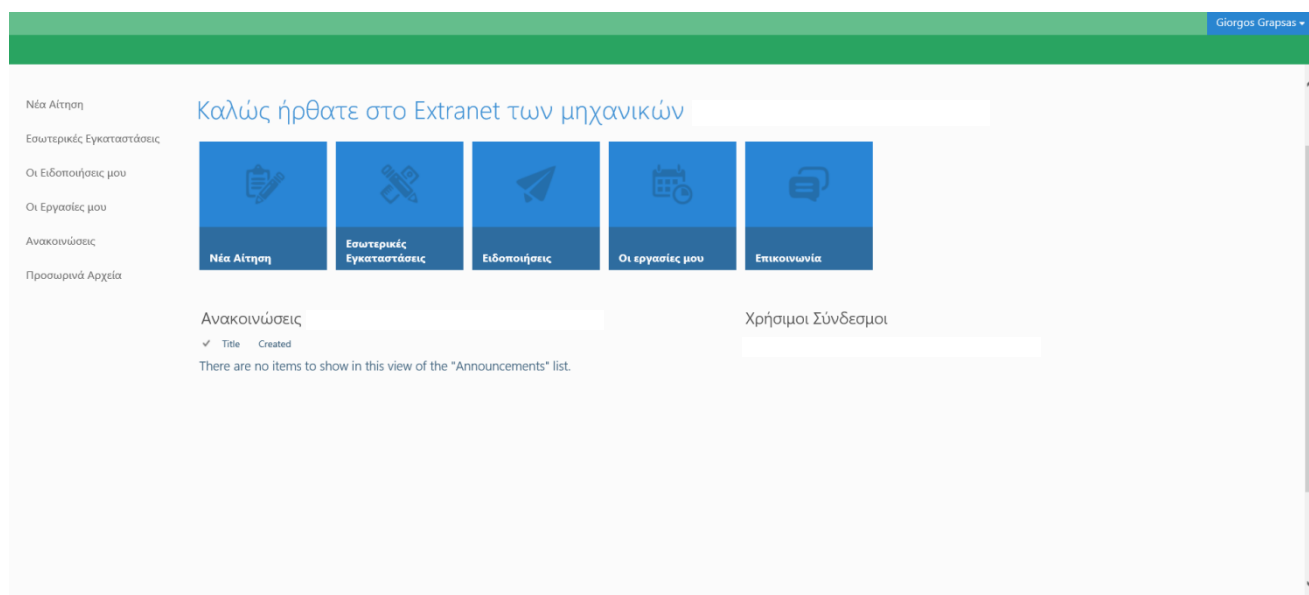 Giorgos Grapsas
Νέα Αίτηση
Εσωτερικές Εγκαταστάσεις
Οι Ειδοποιήσεις μου
Οι Εργασίες μου
Ανακοινώσεις
Προσωρινά Αρχεία
Καλώς ήρθατε στο Extranet των μηχανικών
Νέα Αίτηση
Εσωτερικές
Εγκαταστάσεις
Ειδοποιήσεις
Οι εργασίες μου
Επικοινωνία
Ανακοινώσεις
Title Created
There are no items to show in this view of the "Announcements" list.
Χρήσιμοι Σύνδεσμοι